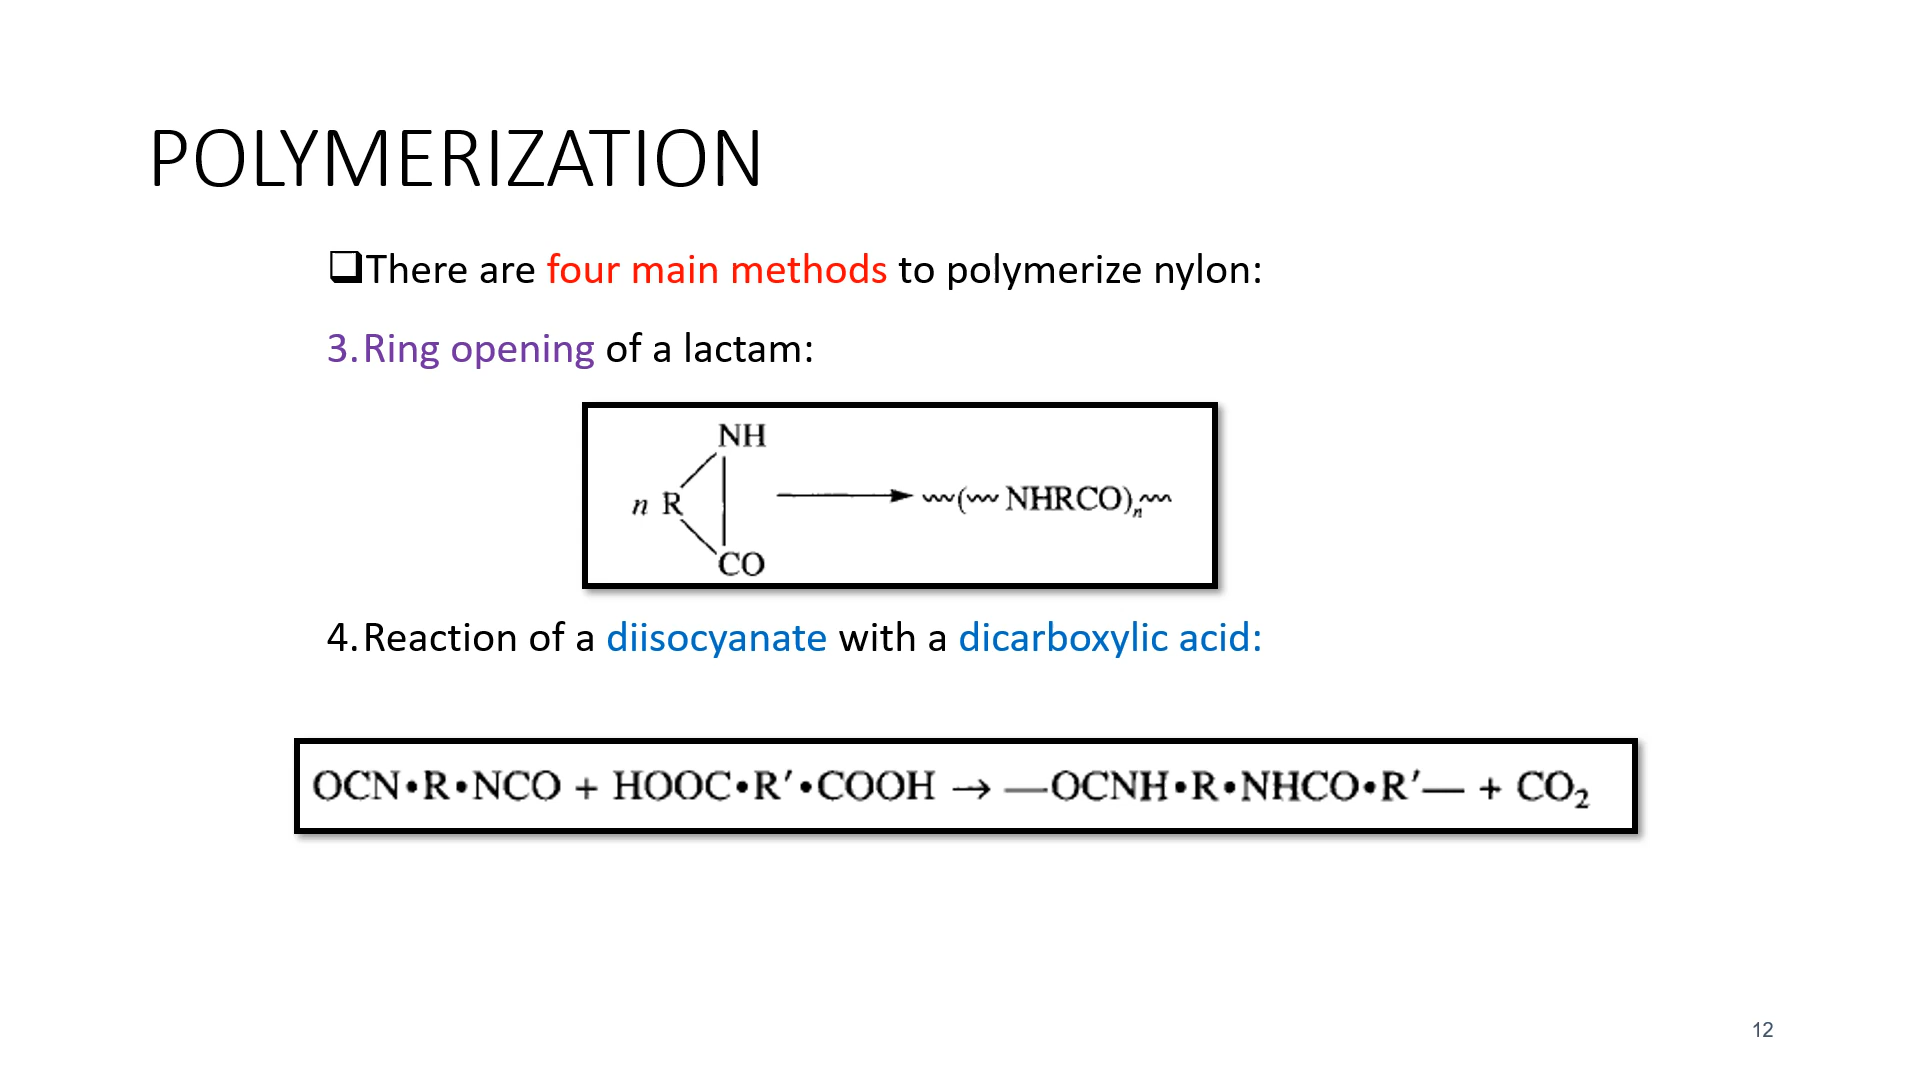 POLYMERIZATION
❑There are four main methods to polymerize nylon:
3. Ring opening of a lactam:
NH
n R
~~(~~ NHRCO)n~~
CO
4. Reaction of a diisocyanate with a dicarboxylic acid:
OCN•R•NCO + HOOC•R′•COOH → —OCNH•R•NHCO•R′— + CO₂
12